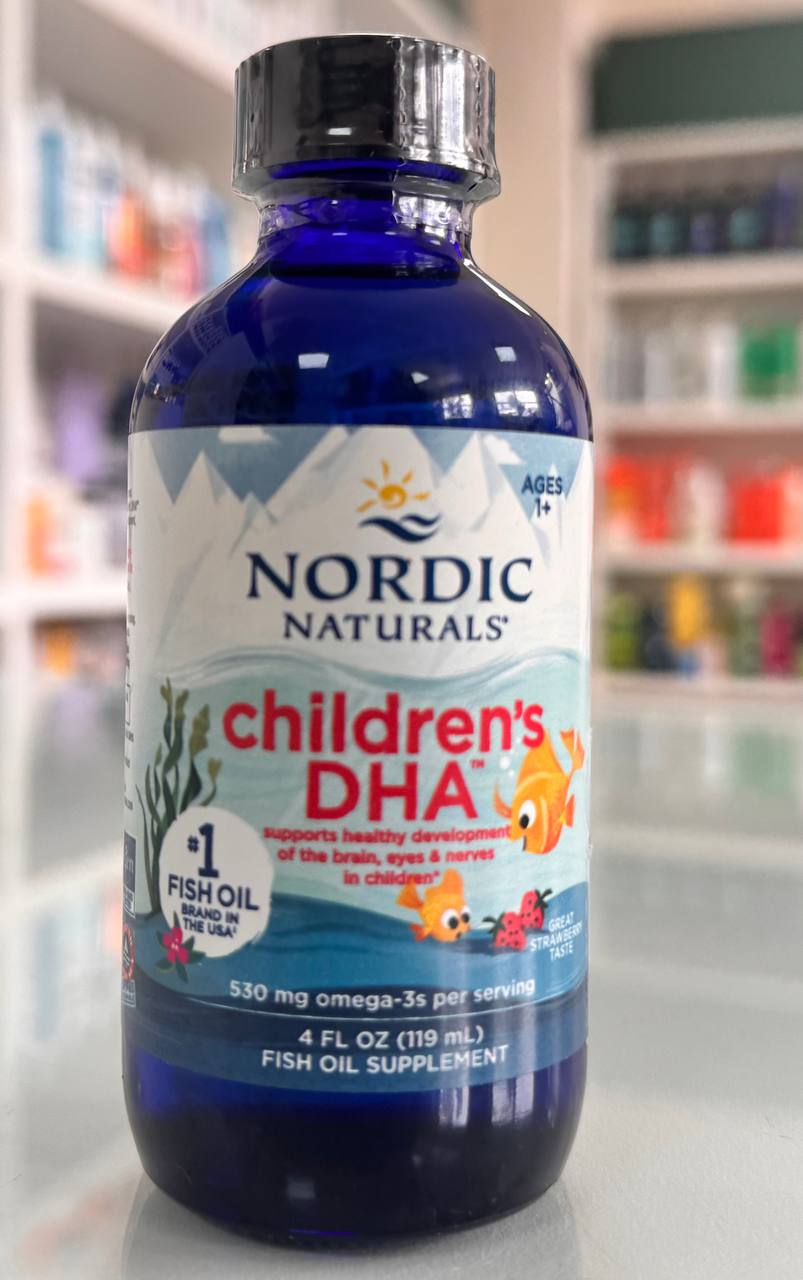 AGES
1+
NORDIC
NATURALS®
children's
DHA™
supports healthy development
of the brain, eyes & nerves
in children*
#1
FISH OIL
BRAND IN
THE USA‡
GREAT
STRAWBERRY
TASTE
530 mg omega-3s per serving
4 FL OZ (119 mL)
FISH OIL SUPPLEMENT